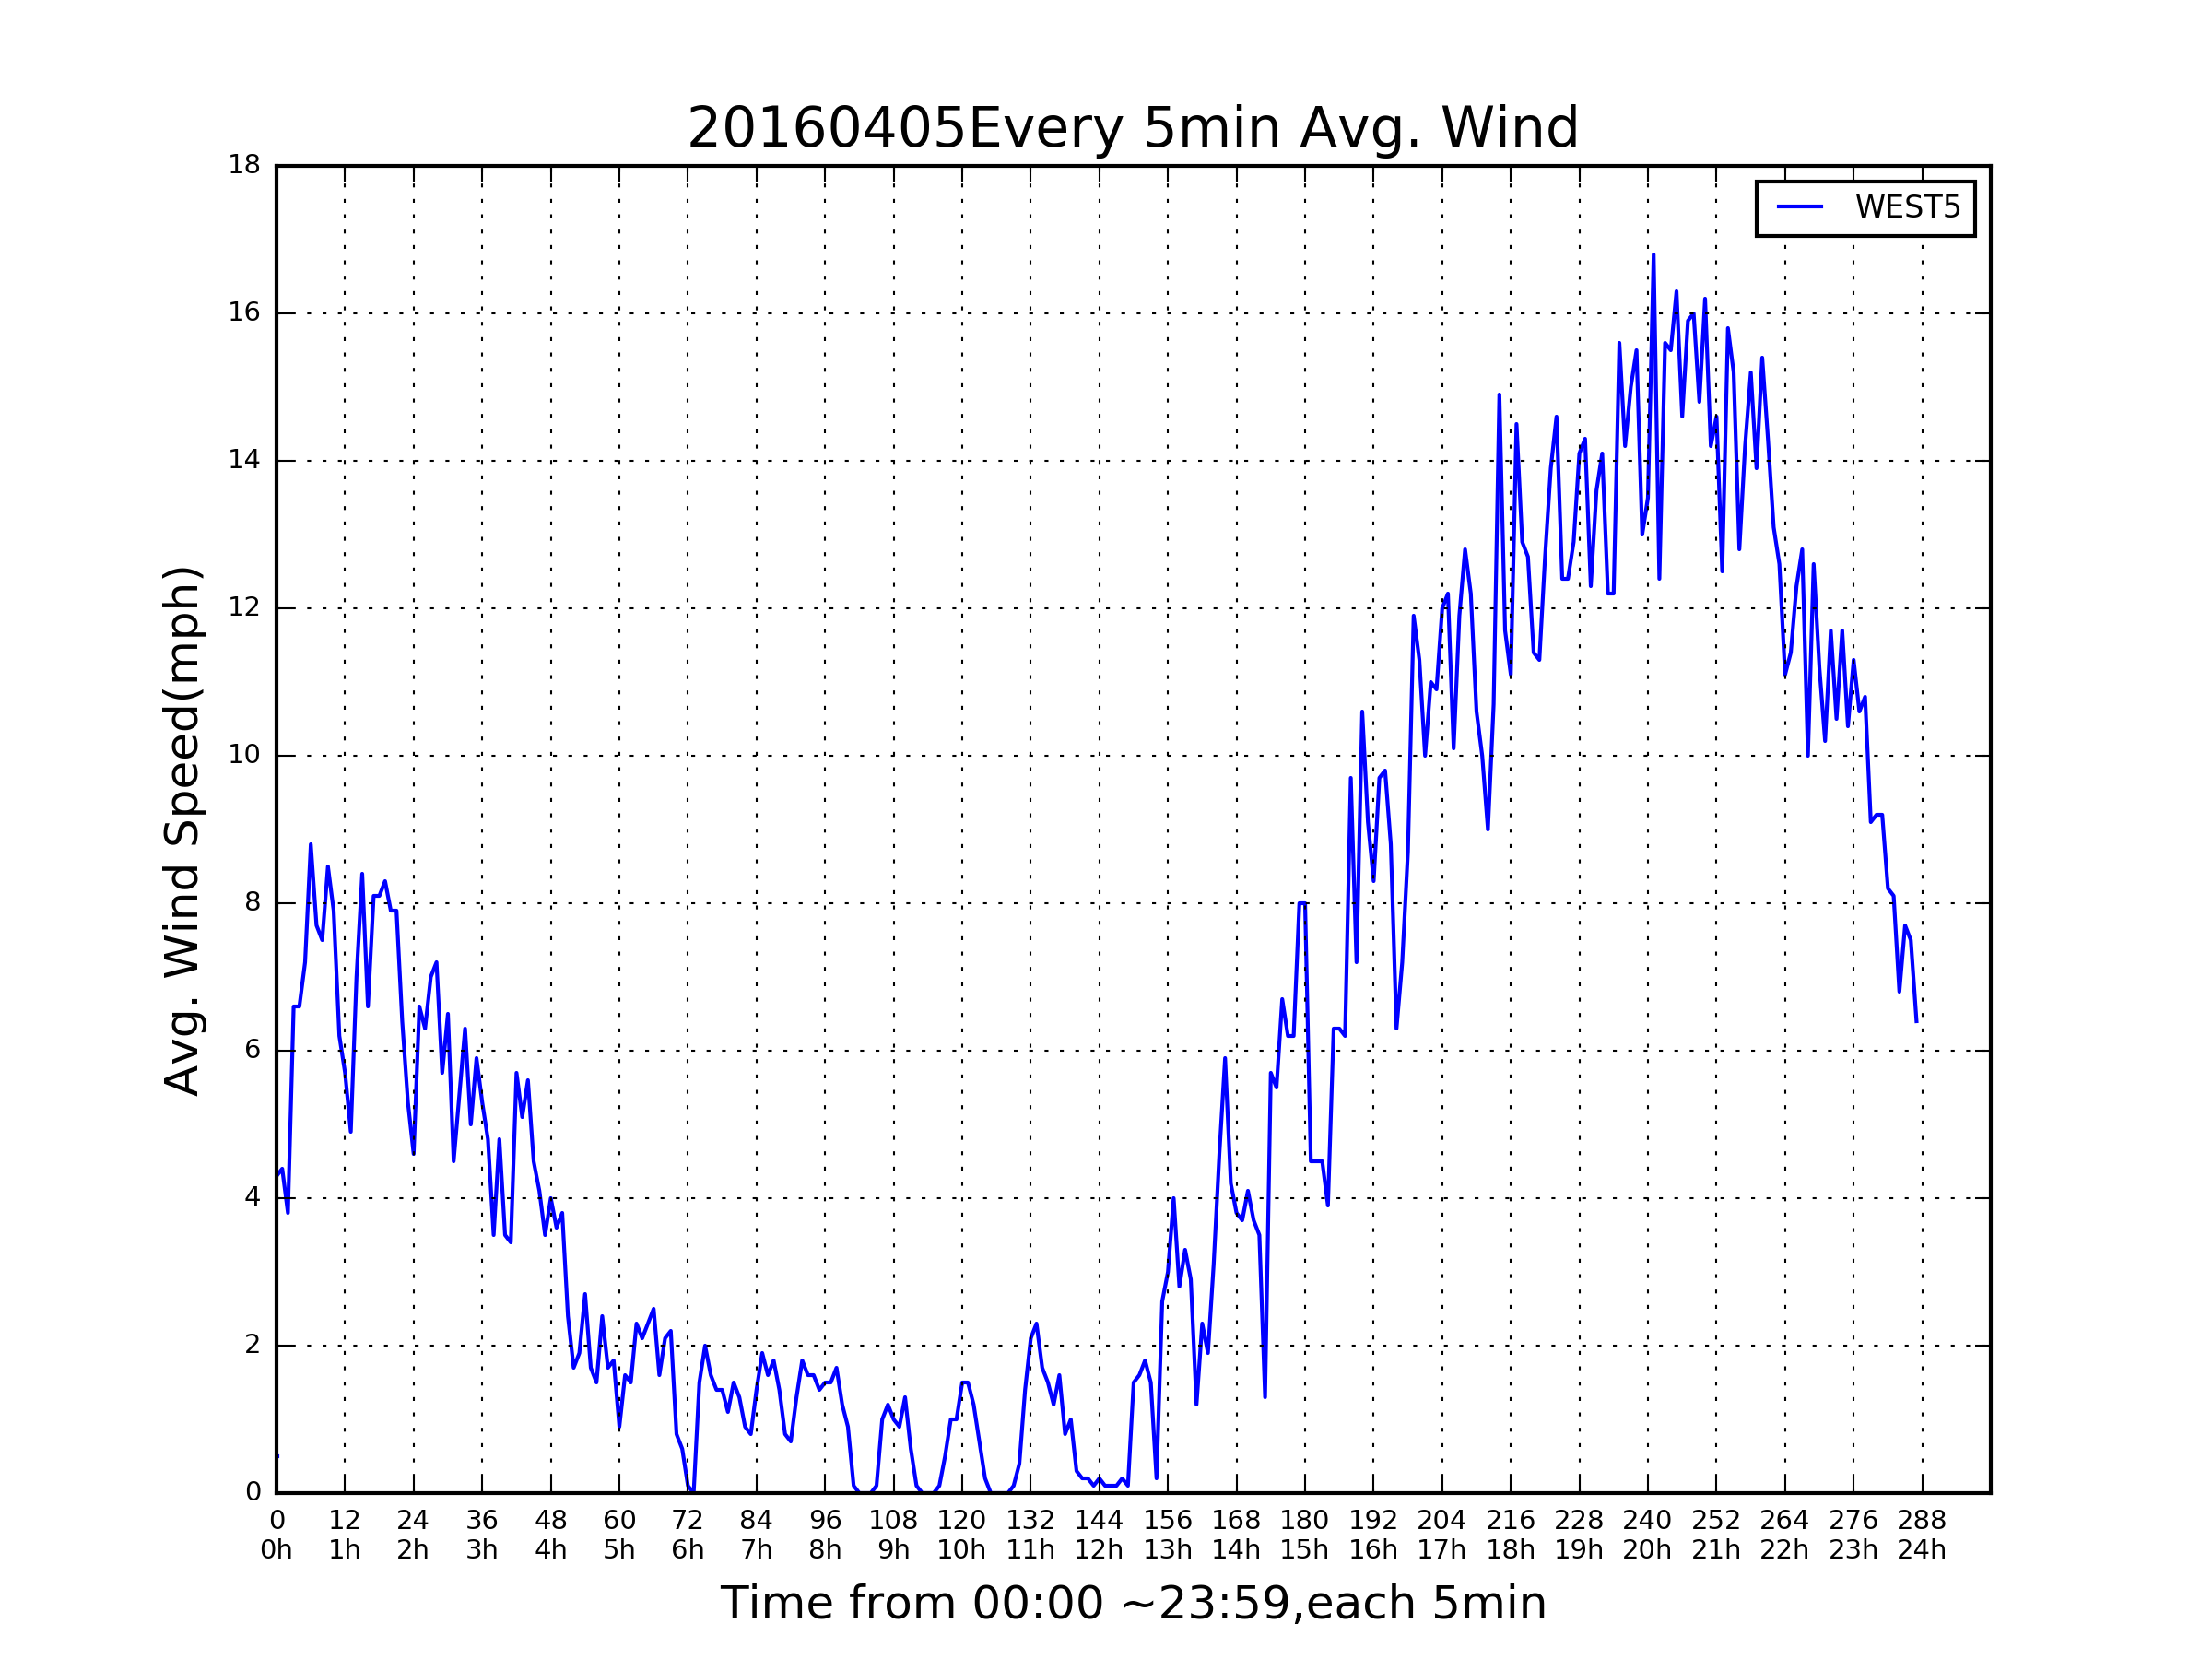 20160405Every 5min Avg. Wind
WEST5
Avg. Wind Speed(mph)
18
16
14
12
10
8
6
4
2
0
0 12 24 36 48 60 72 84 96 108 120 132 144 156 168 180 192 204 216 228 240 252 264 276 288
0h 1h 2h 3h 4h 5h 6h 7h 8h 9h 10h 11h 12h 13h 14h 15h 16h 17h 18h 19h 20h 21h 22h 23h 24h
Time from 00:00 ~23:59,each 5min